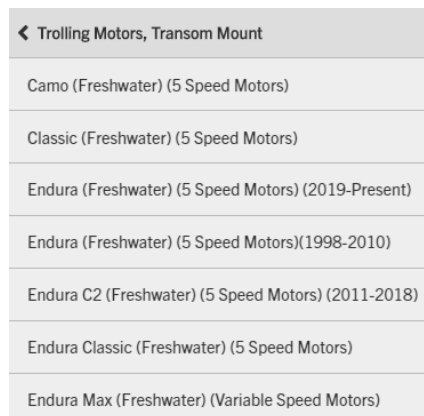 Trolling Motors, Transom Mount
Camo (Freshwater) (5 Speed Motors)
Classic (Freshwater) (5 Speed Motors)
Endura (Freshwater) (5 Speed Motors) (2019-Present)
Endura (Freshwater) (5 Speed Motors)(1998-2010)
Endura C2 (Freshwater) (5 Speed Motors) (2011-2018)
Endura Classic (Freshwater) (5 Speed Motors)
Endura Max (Freshwater) (Variable Speed Motors)